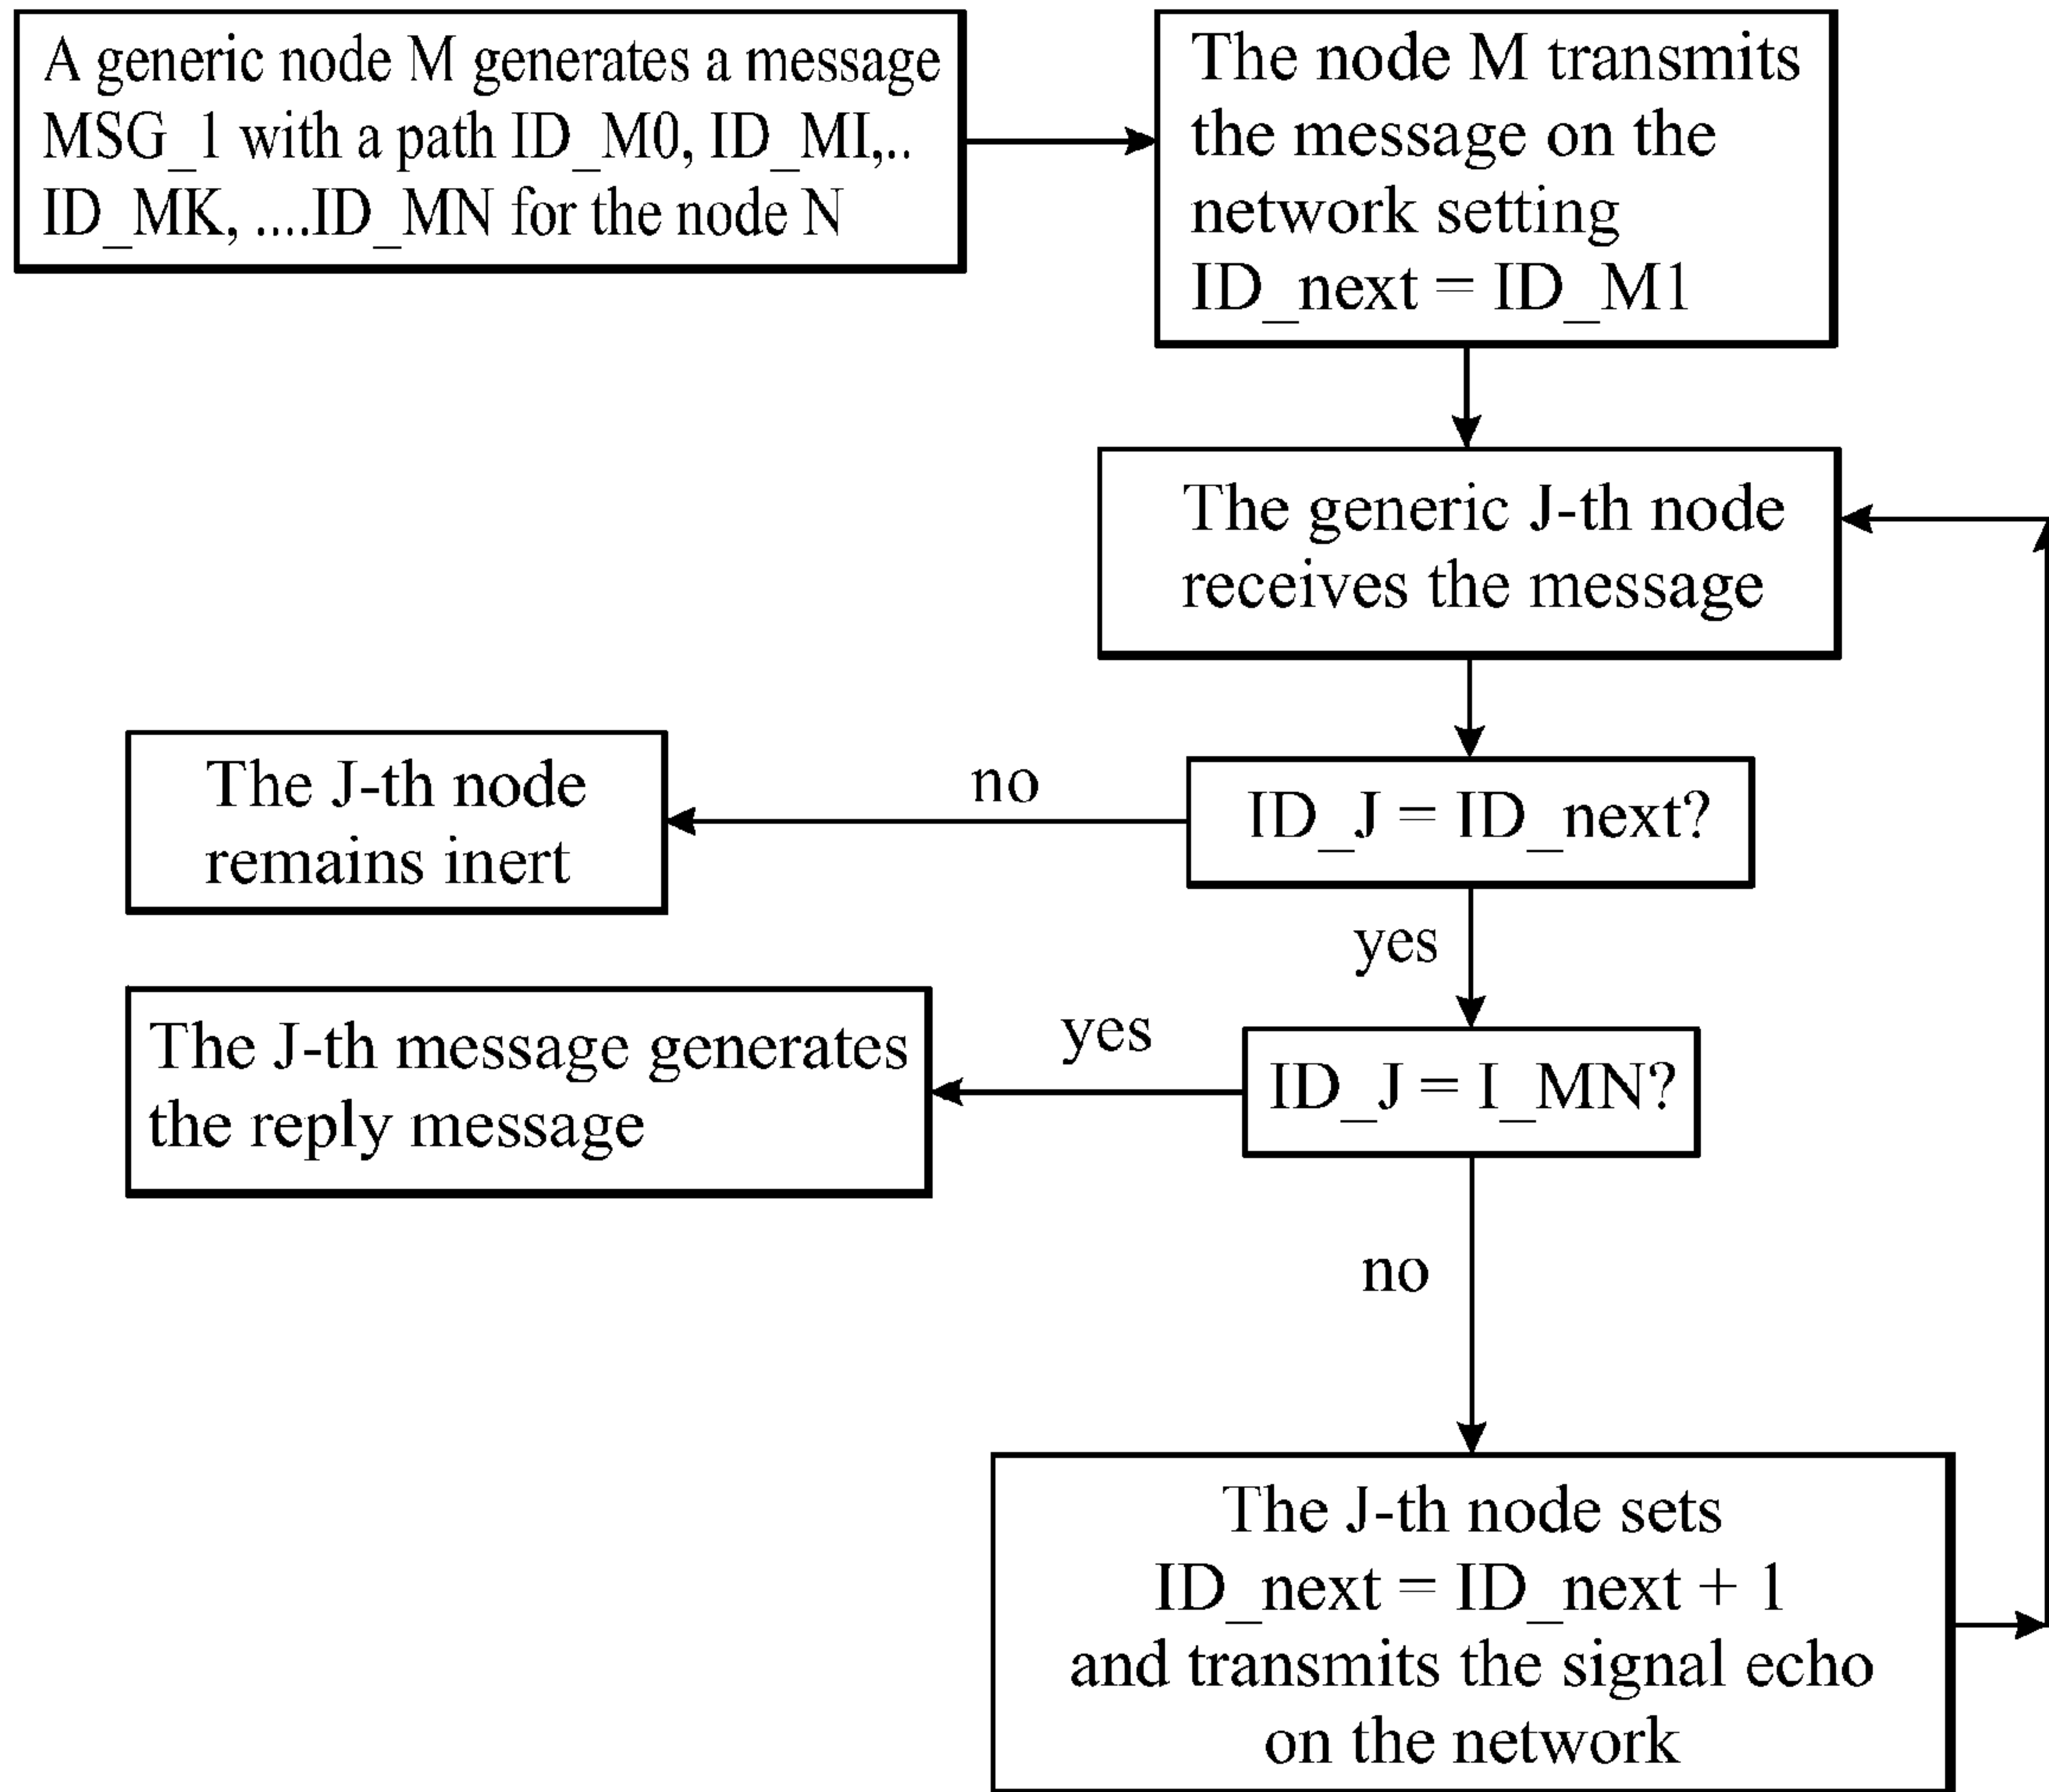 A generic node M generates a message
MSG_1 with a path ID_M0, ID_MI,..
ID_MK, ....ID_MN for the node N
The node M transmits
the message on the
network setting
ID_next = ID_M1
The generic J-th node
receives the message
ID_J = ID_next?
no
The J-th node
remains inert
yes
ID_J = I_MN?
yes
The J-th message generates
the reply message
no
The J-th node sets
ID_next = ID_next + 1
and transmits the signal echo
on the network